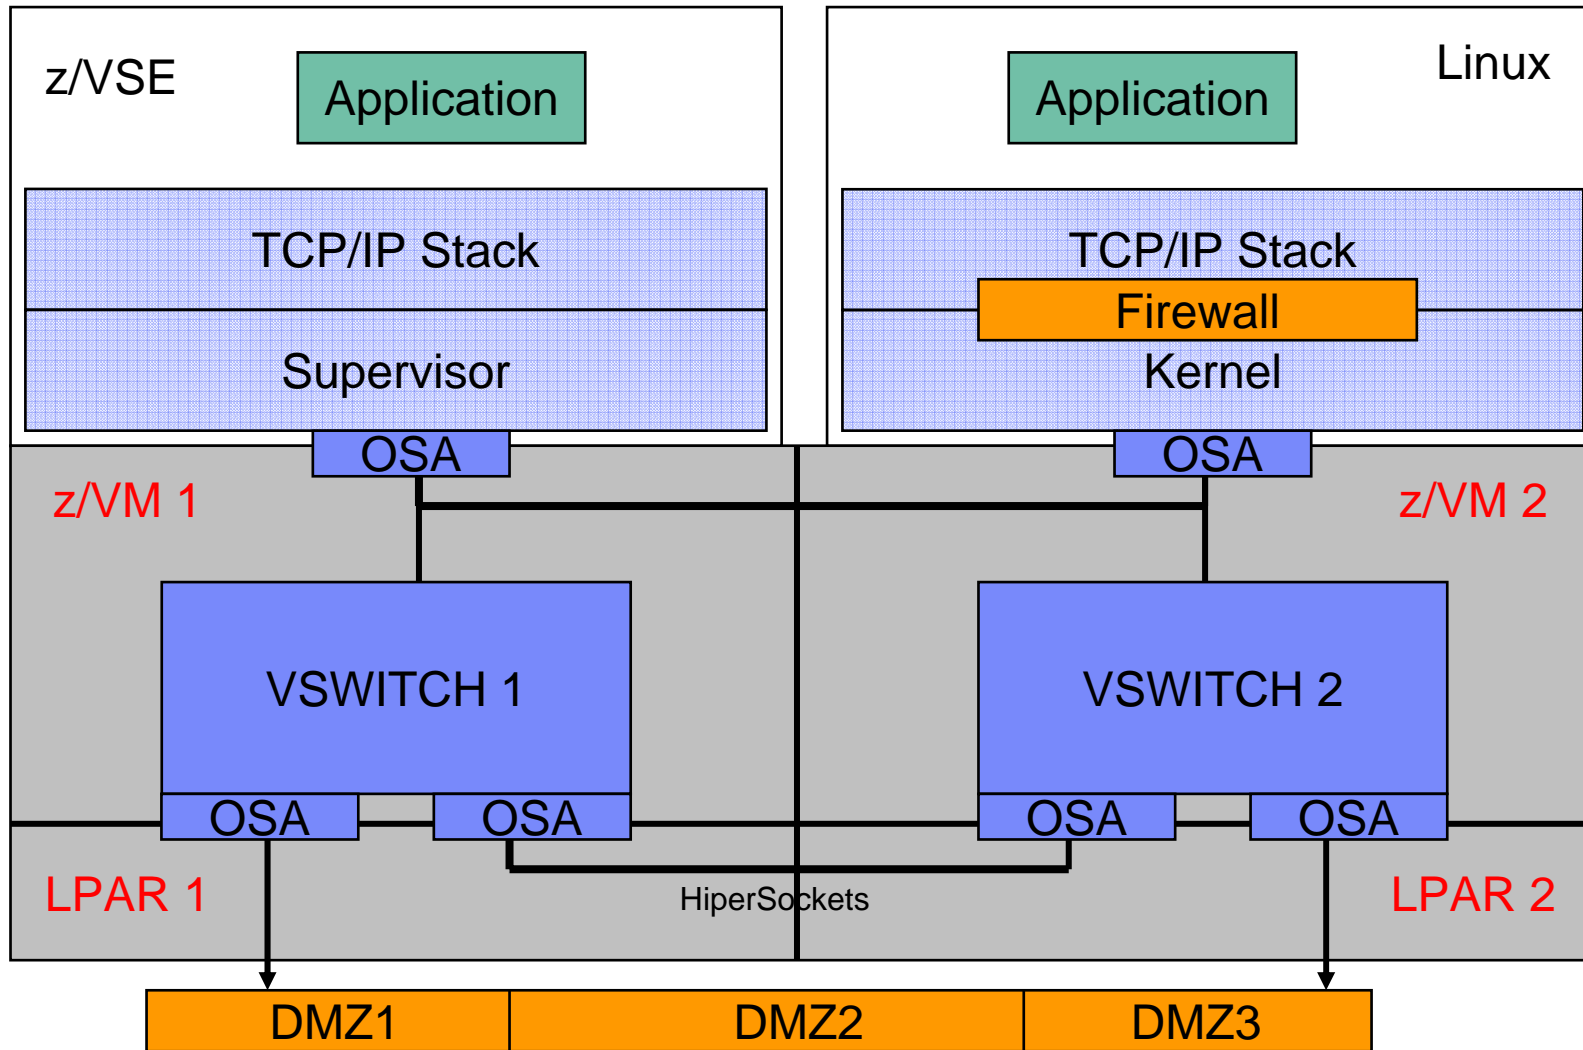 z/VSE
Application
Application
Linux
TCP/IP Stack
TCP/IP Stack
Firewall
Supervisor
Kernel
OSA
OSA
z/VM 1
z/VM 2
VSWITCH 1
VSWITCH 2
OSA
OSA
OSA
OSA
LPAR 1
HiperSockets
LPAR 2
DMZ1
DMZ2
DMZ3